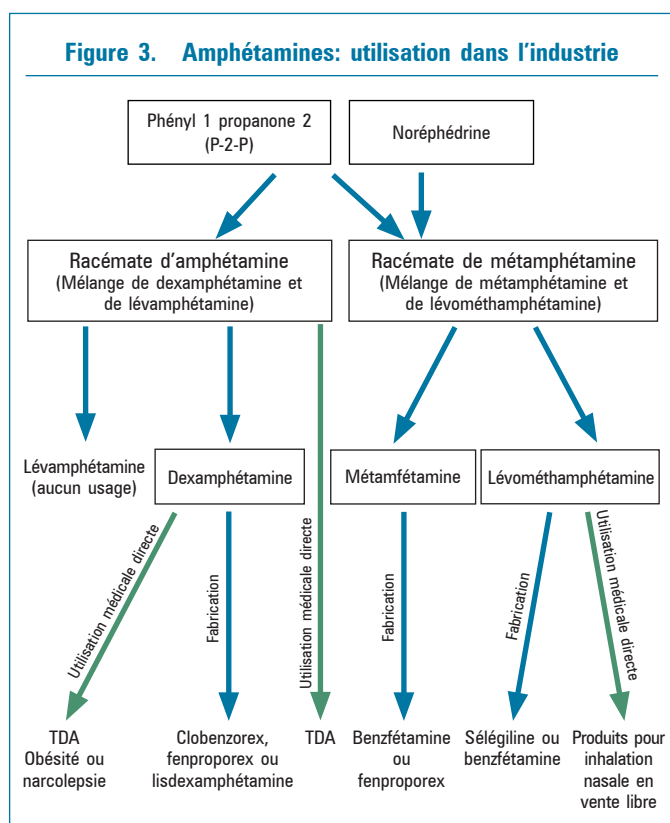 Figure 3. Amphétamines: utilisation dans l'industrie
Phényl 1 propanone 2
(P-2-P)
Noréphédrine
Racémate d'amphétamine
(Mélange de dexamphétamine et
de lévamphétamine)
Racémate de métamphétamine
(Mélange de métamphétamine et
de lévométhamphétamine)
Lévamphétamine
(aucun usage)
Dexamphétamine
Métamfétamine
Lévométhamphétamine
Utilisation médicale directe
Fabrication
Utilisation médicale directe
Fabrication
Fabrication
Utilisation médicale directe
TDA
Obésité ou
narcolepsie
Clobenzorex,
fenproporex ou
lisdexamphétamine
TDA
Benzfétamine
ou
fenproporex
Sélégiline ou
benzfétamine
Produits pour
inhalation
nasale en
vente libre